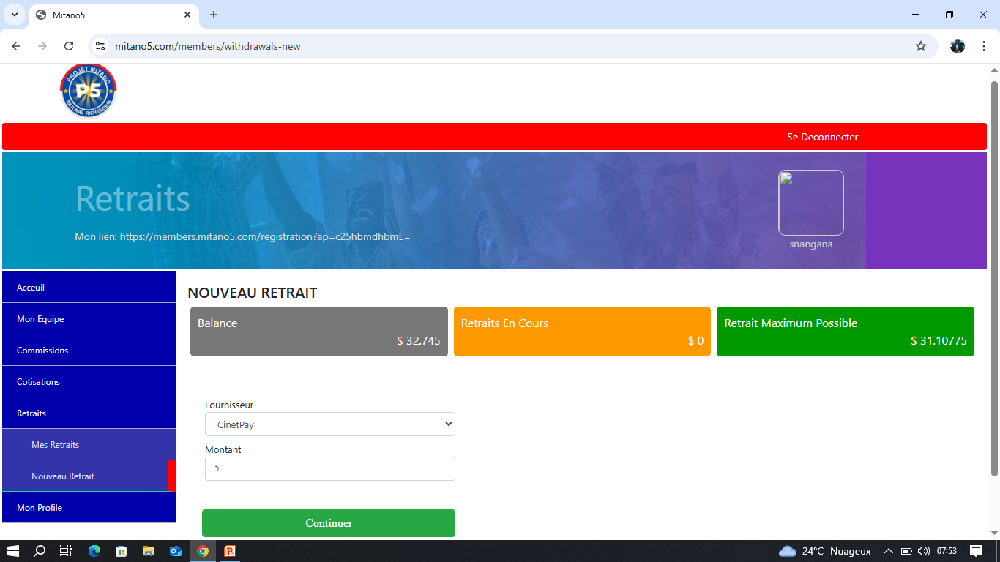 Mitano5
mitano5.com/members/withdrawals-new
PROJET MITANO
P5
NATURAL RICH GLOBAL
Se Deconnecter
Retraits
Mon lien: https://members.mitano5.com/registration?ap=c25hbmdhbmE=
snangana
Acceuil
Mon Equipe
Commissions
Cotisations
Retraits
Mes Retraits
Nouveau Retrait
Mon Profile
NOUVEAU RETRAIT
Balance
$ 32.745
Retraits En Cours
$ 0
Retrait Maximum Possible
$ 31.10775
Fournisseur
CinetPay
Montant
5
Continuer
24°C Nuageux
07:53